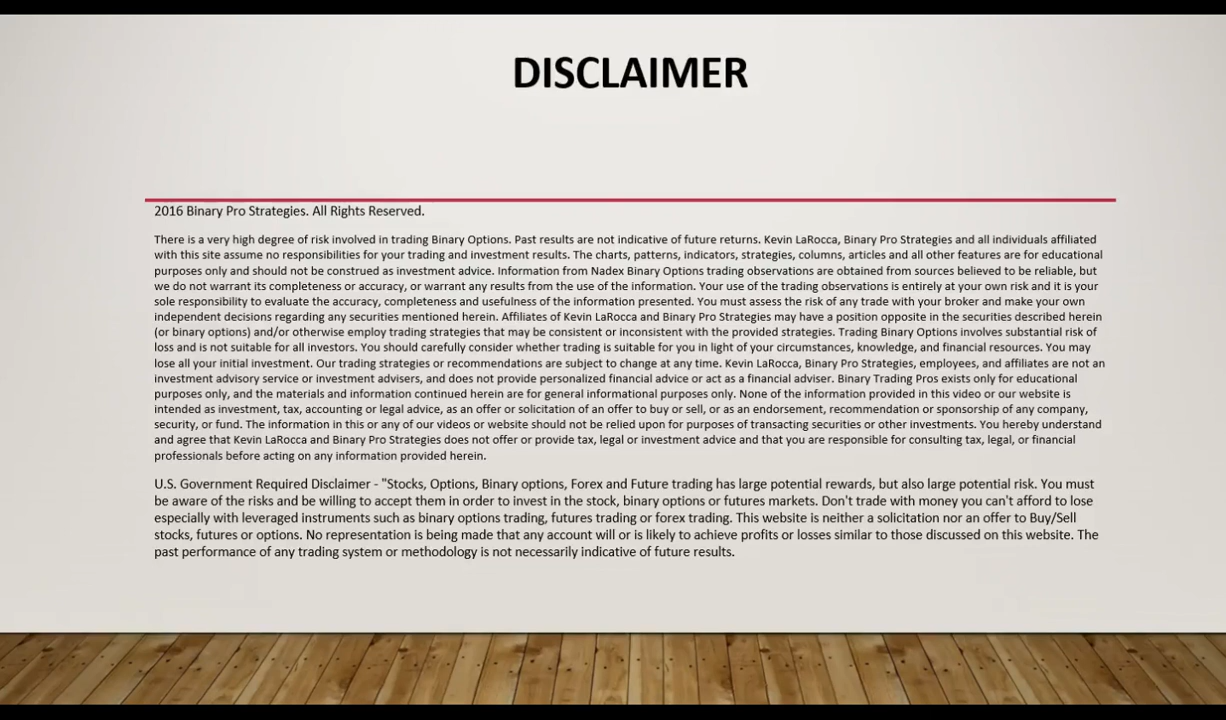 DISCLAIMER
2016 Binary Pro Strategies. All Rights Reserved.
There is a very high degree of risk involved in trading Binary Options. Past results are not indicative of future returns. Kevin LaRocca, Binary Pro Strategies and all individuals affiliated
with this site assume no responsibilities for your trading and investment results. The charts, patterns, indicators, strategies, columns, articles and all other features are for educational
purposes only and should not be construed as investment advice. Information from Nadex Binary Options trading observations are obtained from sources believed to be reliable, but
we do not warrant its completeness or accuracy, or warrant any results from the use of the information. Your use of the trading observations is entirely at your own risk and it is your
sole responsibility to evaluate the accuracy, completeness and usefulness of the information presented. You must assess the risk of any trade with your broker and make your own
independent decisions regarding any securities mentioned herein. Affiliates of Kevin LaRocca and Binary Pro Strategies may have a position opposite in the securities described herein
(or binary options) and/or otherwise employ trading strategies that may be consistent or inconsistent with the provided strategies. Trading Binary Options involves substantial risk of
loss and is not suitable for all investors. You should carefully consider whether trading is suitable for you in light of your circumstances, knowledge, and financial resources. You may
lose all your initial investment. Our trading strategies or recommendations are subject to change at any time. Kevin LaRocca, Binary Pro Strategies, employees, and affiliates are not an
investment advisory service or investment advisers, and does not provide personalized financial advice or act as a financial adviser. Binary Trading Pros exists only for educational
purposes only, and the materials and information continued herein are for general informational purposes only. None of the information provided in this video or our website is
intended as investment, tax, accounting or legal advice, as an offer or solicitation of an offer to buy or sell, or as an endorsement, recommendation or sponsorship of any company,
security, or fund. The information in this or any of our videos or website should not be relied upon for purposes of transacting securities or other investments. You hereby understand
and agree that Kevin LaRocca and Binary Pro Strategies does not offer or provide tax, legal or investment advice and that you are responsible for consulting tax, legal, or financial
professionals before acting on any information provided herein.
U.S. Government Required Disclaimer - "Stocks, Options, Binary options, Forex and Future trading has large potential rewards, but also large potential risk. You must
be aware of the risks and be willing to accept them in order to invest in the stock, binary options or futures markets. Don't trade with money you can't afford to lose
especially with leveraged instruments such as binary options trading, futures trading or forex trading. This website is neither a solicitation nor an offer to Buy/Sell
stocks, futures or options. No representation is being made that any account will or is likely to achieve profits or losses similar to those discussed on this website. The
past performance of any trading system or methodology is not necessarily indicative of future results.